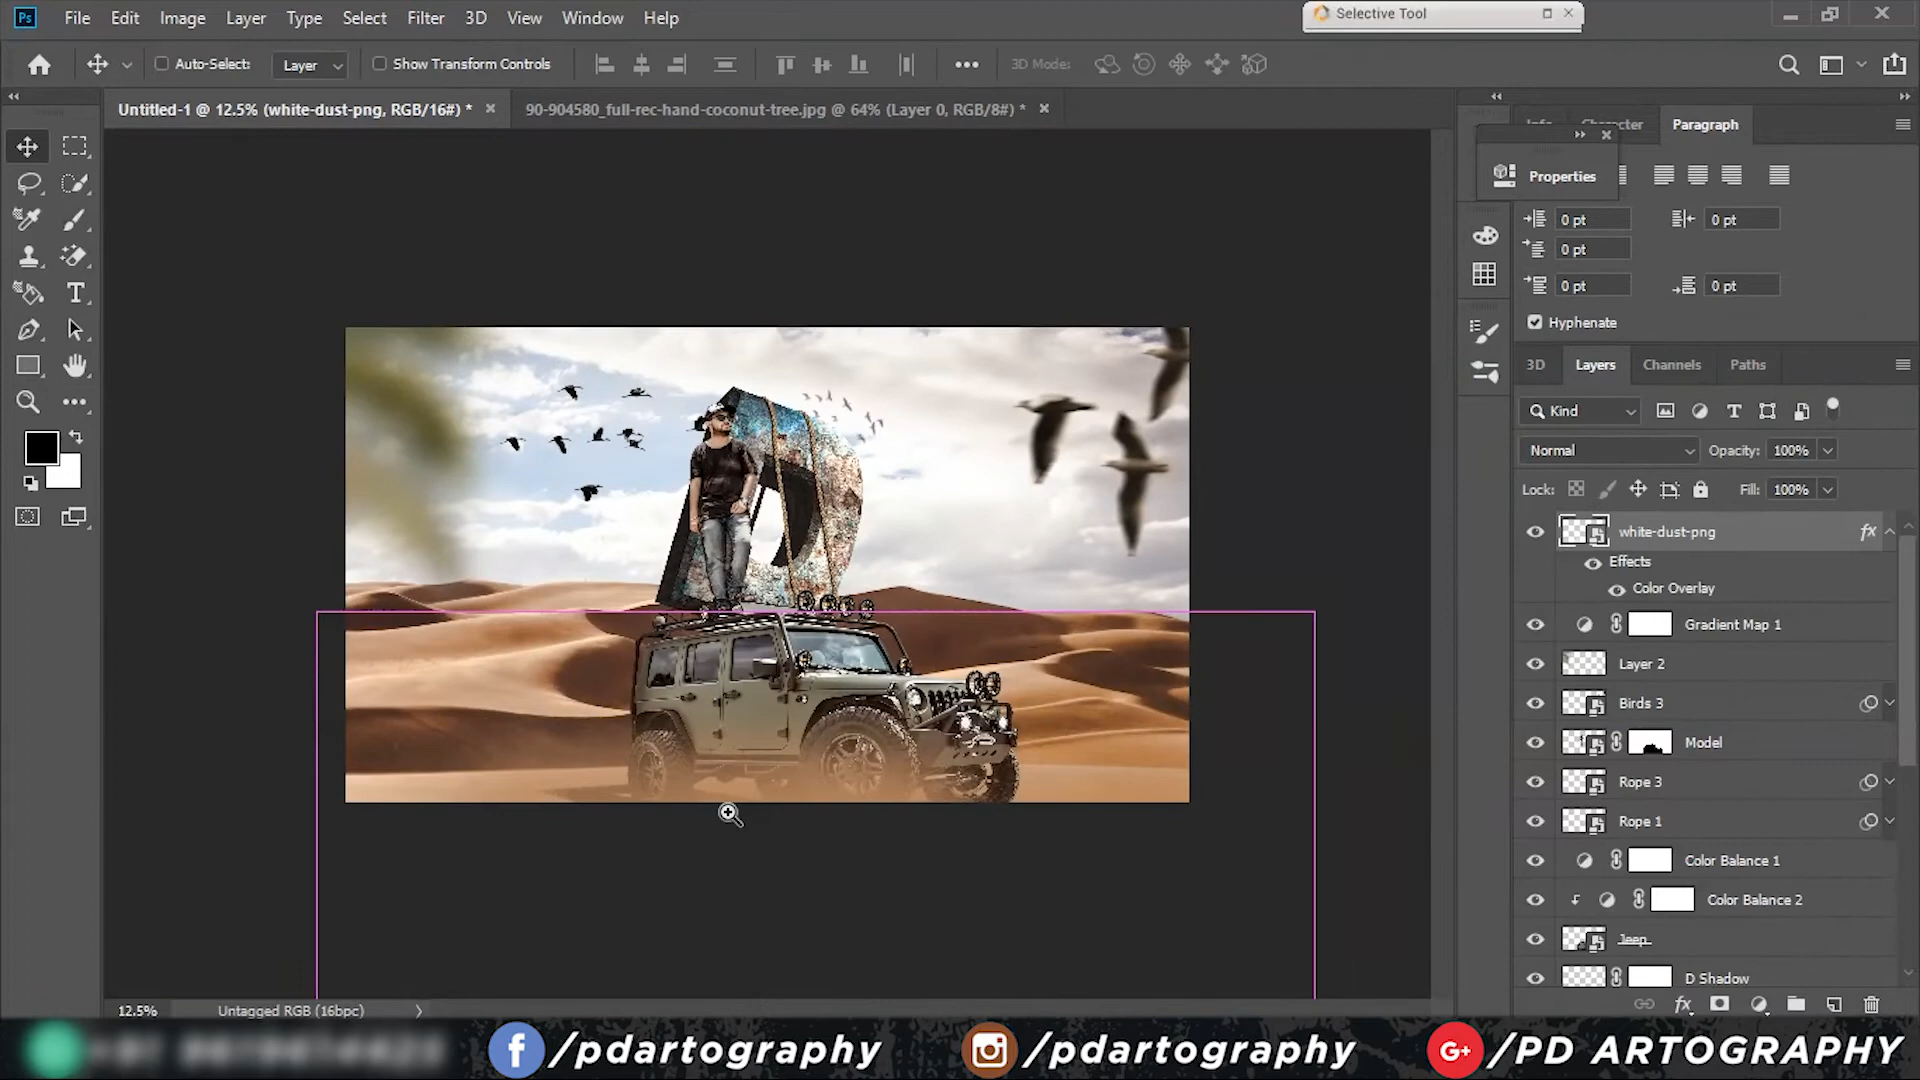 Ps File Edit Image Layer Type Select Filter 3D View Window Help
Selective Tool
Auto-Select: Layer Show Transform Controls 3D Mode:
Untitled-1 @ 12.5% (white-dust-png, RGB/16#) *
90-904580_full-rec-hand-coconut-tree.jpg @ 64% (Layer 0, RGB/8#) *
Paragraph
Properties
0 pt 0 pt
0 pt
0 pt 0 pt
Hyphenate
3D Layers Channels Paths
Kind
Normal Opacity: 100%
Lock: Fill: 100%
white-dust-png fx
Effects
Color Overlay
Gradient Map 1
Layer 2
Birds 3
Model
Rope 3
Rope 1
Color Balance 1
Color Balance 2
Jeep
D Shadow
12.5% Untagged RGB (16bpc)
fx
/pdartography
/pdartography
G+ /PD ARTOGRAPHY